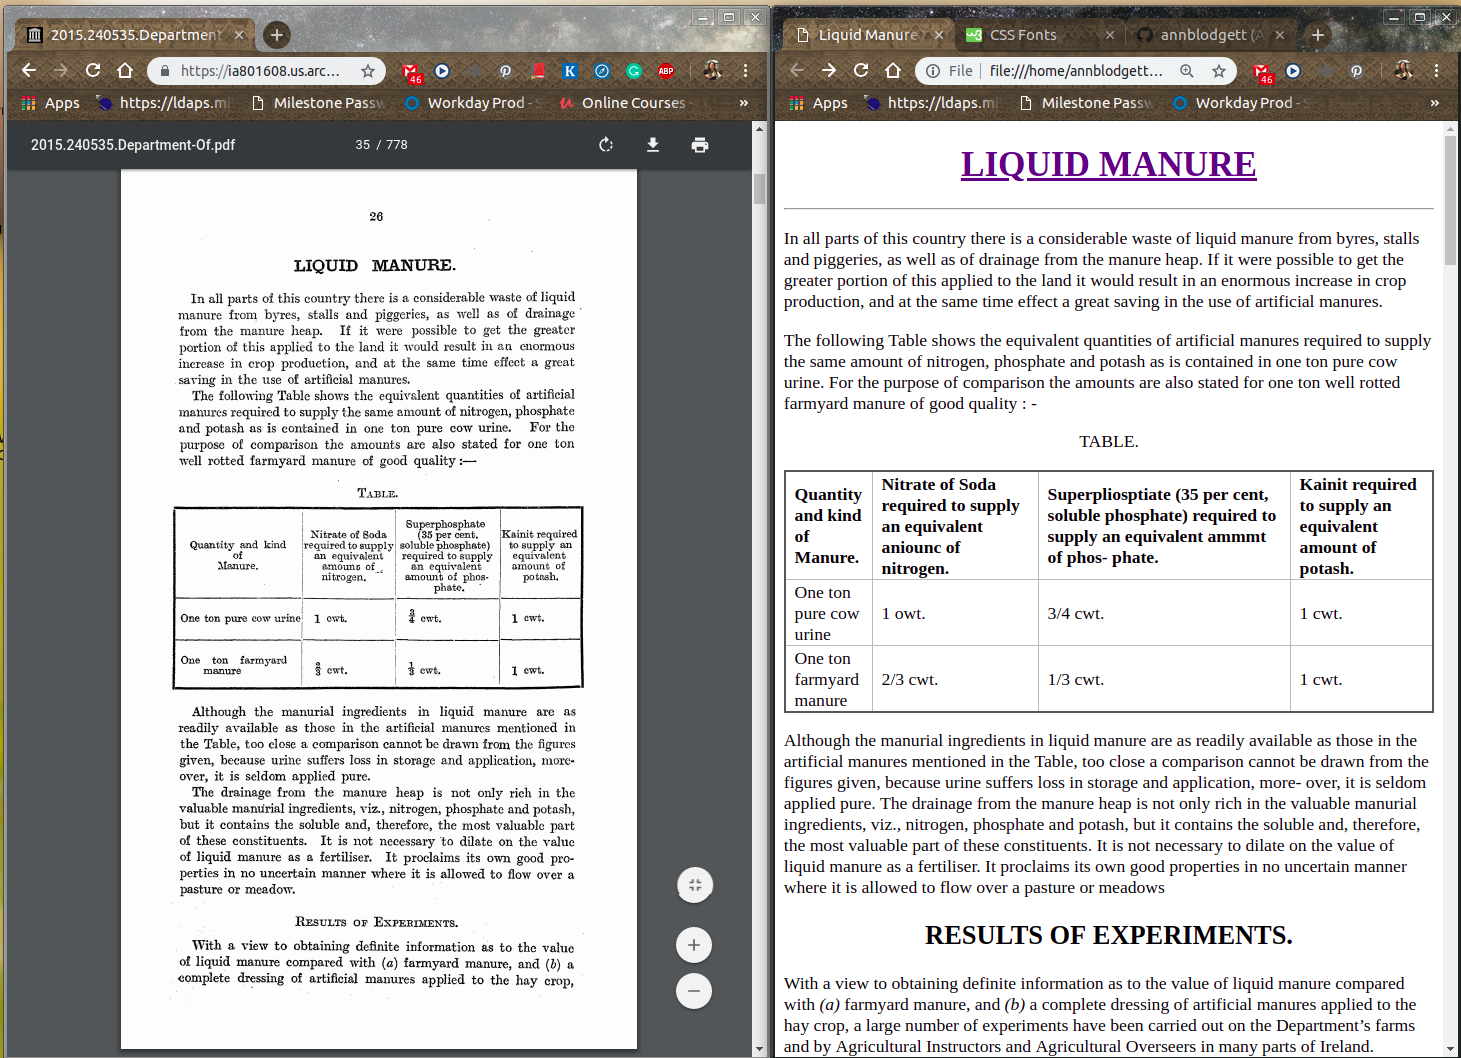 2015.240535.Department
https://ia801608.us.arc...
46
K
G
ABP
Apps
https://ldaps.mi
Milestone Passw
Workday Prod -
Online Courses
»
2015.240535.Department-Of.pdf
35 / 778
26
LIQUID MANURE.
In all parts of this country there is a considerable waste of liquid
manure from byres, stalls and piggeries, as well as of drainage
from the manure heap. If it were possible to get the greater
portion of this applied to the land it would result in an enormous
increase in crop production, and at the same time effect a great
saving in the use of artificial manures.
The following Table shows the equivalent quantities of artificial
manures required to supply the same amount of nitrogen, phosphate
and potash as is contained in one ton pure cow urine. For the
purpose of comparison the amounts are also stated for one ton
well rotted farmyard manure of good quality :—
TABLE.
Quantity and kind
of
Manure.
Nitrate of Soda
required to supply
an equivalent
amount of
nitrogen.
Superphosphate
(35 per cent.
soluble phosphate)
required to supply
an equivalent
amount of phos-
phate.
Kainit required
to supply an
equivalent
amount of
potash.
One ton pure cow urine 1 cwt. ¾ cwt. 1 cwt.
One ton farmyard
manure
⅔ cwt. ⅓ cwt. 1 cwt.
Although the manurial ingredients in liquid manure are as
readily available as those in the artificial manures mentioned in
the Table, too close a comparison cannot be drawn from the figures
given, because urine suffers loss in storage and application, more-
over, it is seldom applied pure.
The drainage from the manure heap is not only rich in the
valuable manurial ingredients, viz., nitrogen, phosphate and potash,
but it contains the soluble and, therefore, the most valuable part
of these constituents. It is not necessary to dilate on the value
of liquid manure as a fertiliser. It proclaims its own good pro-
perties in no uncertain manner where it is allowed to flow over a
pasture or meadow.
RESULTS OF EXPERIMENTS.
With a view to obtaining definite information as to the value
of liquid manure compared with (a) farmyard manure, and (b) a
complete dressing of artificial manures applied to the hay crop,
Liquid Manure
CSS Fonts
annblodgett (A
File
file:///home/annblodgett...
46
Apps
https://ldaps.mi
Milestone Passw
Workday Prod - S
»
LIQUID MANURE
In all parts of this country there is a considerable waste of liquid manure from byres, stalls
and piggeries, as well as of drainage from the manure heap. If it were possible to get the
greater portion of this applied to the land it would result in an enormous increase in crop
production, and at the same time effect a great saving in the use of artificial manures.
The following Table shows the equivalent quantities of artificial manures required to supply
the same amount of nitrogen, phosphate and potash as is contained in one ton pure cow
urine. For the purpose of comparison the amounts are also stated for one ton well rotted
farmyard manure of good quality : -
TABLE.
Quantity
and kind
of
Manure.
Nitrate of Soda
required to supply
an equivalent
aniounc of
nitrogen.
Superpliosptiate (35 per cent,
soluble phosphate) required to
supply an equivalent ammmt
of phos- phate.
Kainit required
to supply an
equivalent
amount of
potash.
One ton
pure cow
urine
1 owt.
3/4 cwt.
1 cwt.
One ton
farmyard
manure
2/3 cwt.
1/3 cwt.
1 cwt.
Although the manurial ingredients in liquid manure are as readily available as those in the
artificial manures mentioned in the Table, too close a comparison cannot be drawn from the
figures given, because urine suffers loss in storage and application, more- over, it is seldom
applied pure. The drainage from the manure heap is not only rich in the valuable manurial
ingredients, viz., nitrogen, phosphate and potash, but it contains the soluble and, therefore,
the most valuable part of these constituents. It is not necessary to dilate on the value of
liquid manure as a fertiliser. It proclaims its own good properties in no uncertain manner
where it is allowed to flow over a pasture or meadows
RESULTS OF EXPERIMENTS.
With a view to obtaining definite information as to the value of liquid manure compared
with (a) farmyard manure, and (b) a complete dressing of artificial manures applied to the
hay crop, a large number of experiments have been carried out on the Department’s farms
and by Agricultural Instructors and Agricultural Overseers in many parts of Ireland.